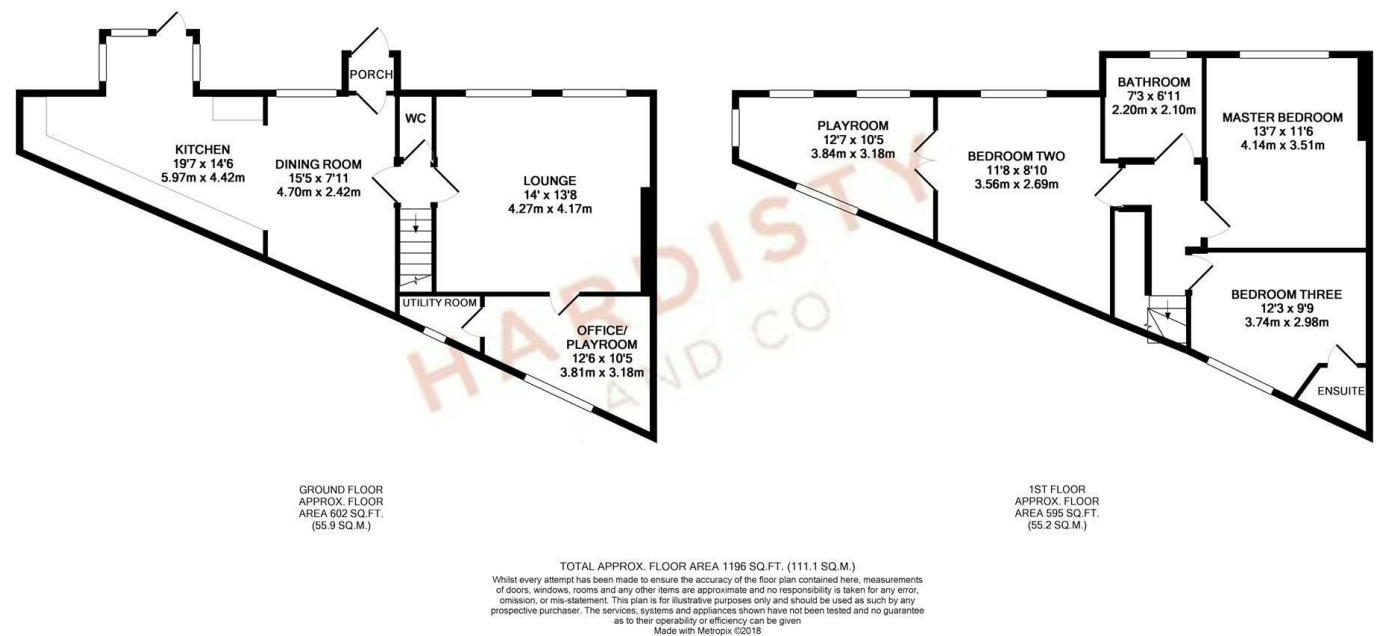 PORCH
WC
KITCHEN
19'7 x 14'6
5.97m x 4.42m
DINING ROOM
15'5 x 7'11
4.70m x 2.42m
LOUNGE
14' x 13'8
4.27m x 4.17m
UTILITY ROOM
OFFICE/
PLAYROOM
12'6 x 10'5
3.81m x 3.18m
GROUND FLOOR
APPROX. FLOOR
AREA 602 SQ.FT.
(55.9 SQ.M.)
PLAYROOM
12'7 x 10'5
3.84m x 3.18m
BEDROOM TWO
11'8 x 8'10
3.56m x 2.69m
BATHROOM
7'3 x 6'11
2.20m x 2.10m
MASTER BEDROOM
13'7 x 11'6
4.14m x 3.51m
BEDROOM THREE
12'3 x 9'9
3.74m x 2.98m
ENSUITE
1ST FLOOR
APPROX. FLOOR
AREA 595 SQ.FT.
(55.2 SQ.M.)
HARDISTY
AND CO
TOTAL APPROX. FLOOR AREA 1196 SQ.FT. (111.1 SQ.M.)
Whilst every attempt has been made to ensure the accuracy of the floor plan contained here, measurements
of doors, windows, rooms and any other items are approximate and no responsibility is taken for any error,
omission, or mis-statement. This plan is for illustrative purposes only and should be used as such by any
prospective purchaser. The services, systems and appliances shown have not been tested and no guarantee
as to their operability or efficiency can be given
Made with Metropix ©2018